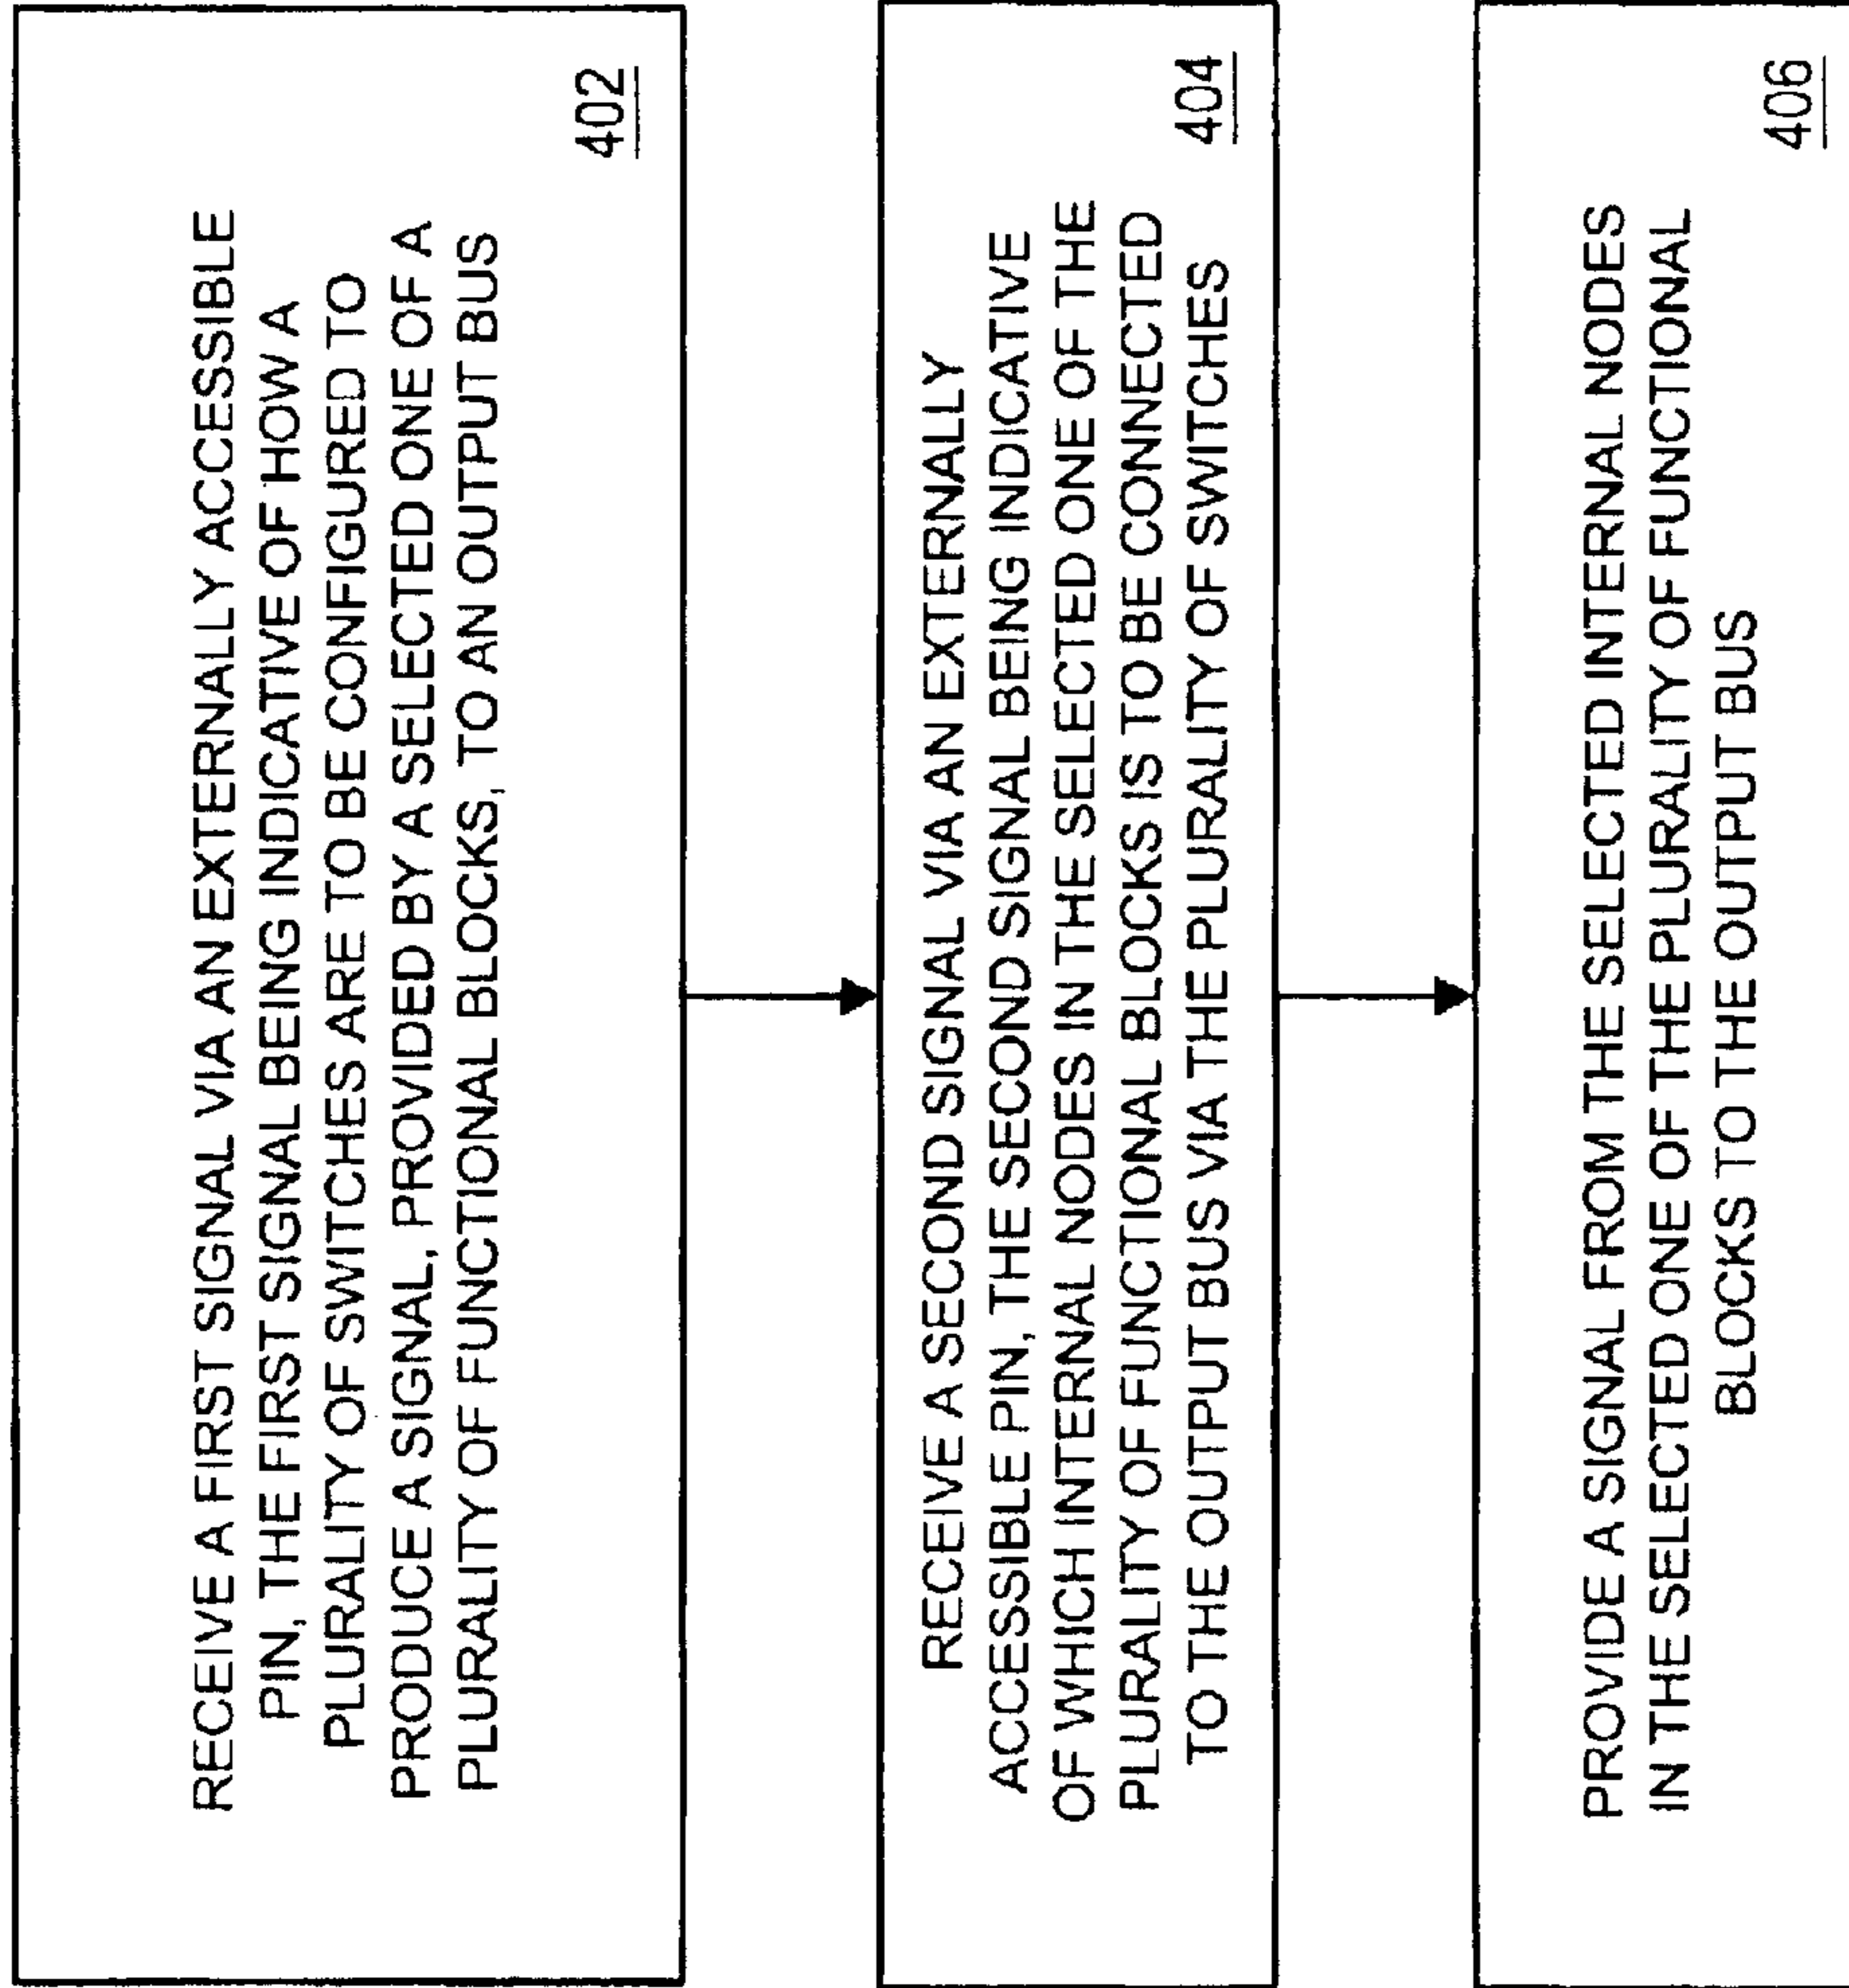 RECEIVE A FIRST SIGNAL VIA AN EXTERNALLY ACCESSIBLE
PIN, THE FIRST SIGNAL BEING INDICATIVE OF HOW A
PLURALITY OF SWITCHES ARE TO BE CONFIGURED TO
PRODUCE A SIGNAL, PROVIDED BY A SELECTED ONE OF A
PLURALITY OF FUNCTIONAL BLOCKS, TO AN OUTPUT BUS
402
RECEIVE A SECOND SIGNAL VIA AN EXTERNALLY
ACCESSIBLE PIN, THE SECOND SIGNAL BEING INDICATIVE
OF WHICH INTERNAL NODES IN THE SELECTED ONE OF THE
PLURALITY OF FUNCTIONAL BLOCKS IS TO BE CONNECTED
TO THE OUTPUT BUS VIA THE PLURALITY OF SWITCHES
404
PROVIDE A SIGNAL FROM THE SELECTED INTERNAL NODES
IN THE SELECTED ONE OF THE PLURALITY OF FUNCTIONAL
BLOCKS TO THE OUTPUT BUS
406